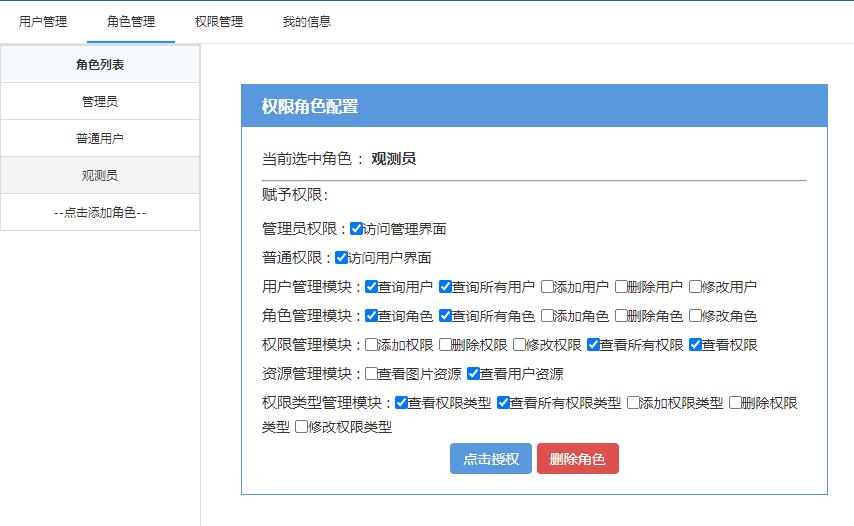 用户管理 角色管理 权限管理 我的信息
角色列表
管理员
普通用户
观测员
--点击添加角色--
权限角色配置
当前选中角色 : 观测员
赋予权限:
管理员权限 : 访问管理界面
普通权限 : 访问用户界面
用户管理模块 : 查询用户 查询所有用户 添加用户 删除用户 修改用户
角色管理模块 : 查询角色 查询所有角色 添加角色 删除角色 修改角色
权限管理模块 : 添加权限 删除权限 修改权限 查看所有权限 查看权限
资源管理模块 : 查看图片资源 查看用户资源
权限类型管理模块 : 查看权限类型 查看所有权限类型 添加权限类型 删除权限
类型 修改权限类型
点击授权 删除角色